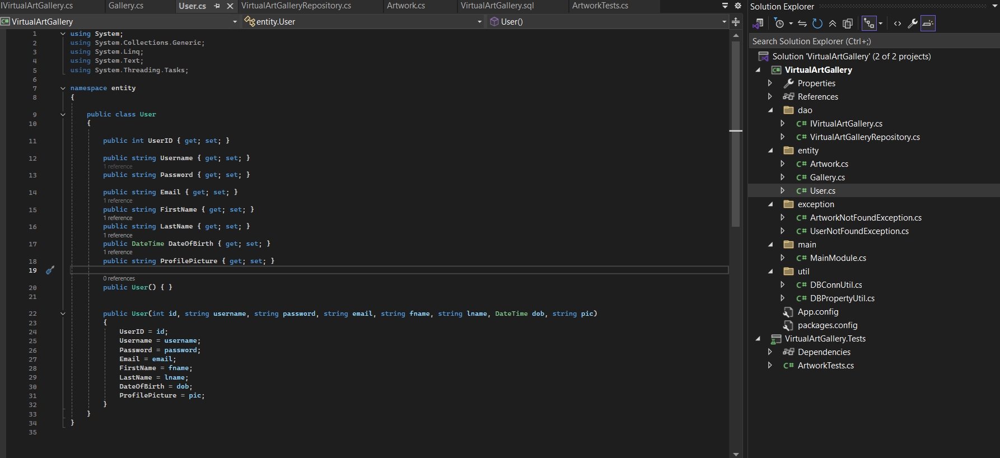 IVirtualArtGallery.cs Gallery.cs User.cs VirtualArtGalleryRepository.cs Artwork.cs VirtualArtGallery.sql ArtworkTests.cs
C# VirtualArtGallery entity.User User()
1 using System;
2 using System.Collections.Generic;
3 using System.Linq;
4 using System.Text;
5 using System.Threading.Tasks;
6
7 namespace entity
8 {
9 public class User
10 {
11 public int UserID { get; set; }
12 public string Username { get; set; }
1 reference
13 public string Password { get; set; }
14 public string Email { get; set; }
1 reference
15 public string FirstName { get; set; }
1 reference
16 public string LastName { get; set; }
1 reference
17 public DateTime DateOfBirth { get; set; }
1 reference
18 public string ProfilePicture { get; set; }
19
0 references
20 public User() { }
21
22 public User(int id, string username, string password, string email, string fname, string lname, DateTime dob, string pic)
23 {
24 UserID = id;
25 Username = username;
26 Password = password;
27 Email = email;
28 FirstName = fname;
29 LastName = lname;
30 DateOfBirth = dob;
31 ProfilePicture = pic;
32 }
33 }
34 }
35
Solution Explorer
Search Solution Explorer (Ctrl+;)
Solution 'VirtualArtGallery' (2 of 2 projects)
C# VirtualArtGallery
Properties
References
dao
C# IVirtualArtGallery.cs
C# VirtualArtGalleryRepository.cs
entity
C# Artwork.cs
C# Gallery.cs
C# User.cs
exception
C# ArtworkNotFoundException.cs
C# UserNotFoundException.cs
main
C# MainModule.cs
util
C# DBConnUtil.cs
C# DBPropertyUtil.cs
App.config
packages.config
VirtualArtGallery.Tests
Dependencies
C# ArtworkTests.cs